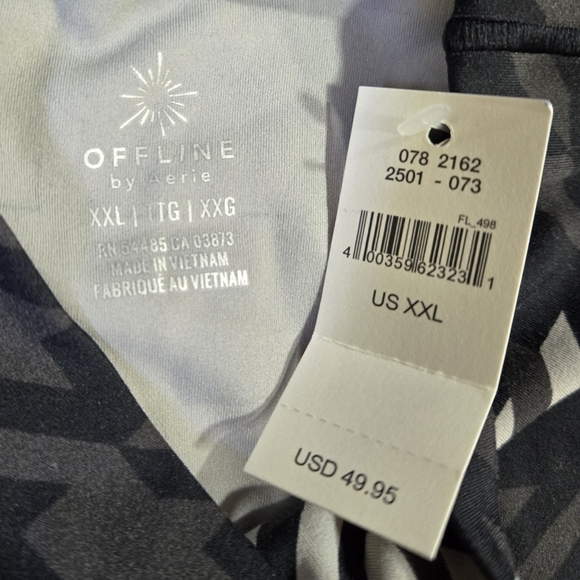 OFFLINE
by Aerie
XXL | TTG | XXG
RN 54485 CA 03873
MADE IN VIETNAM
FABRIQUÉ AU VIETNAM
078 2162
2501 - 073
FL_498
4 00359 62323 1
US XXL
USD 49.95